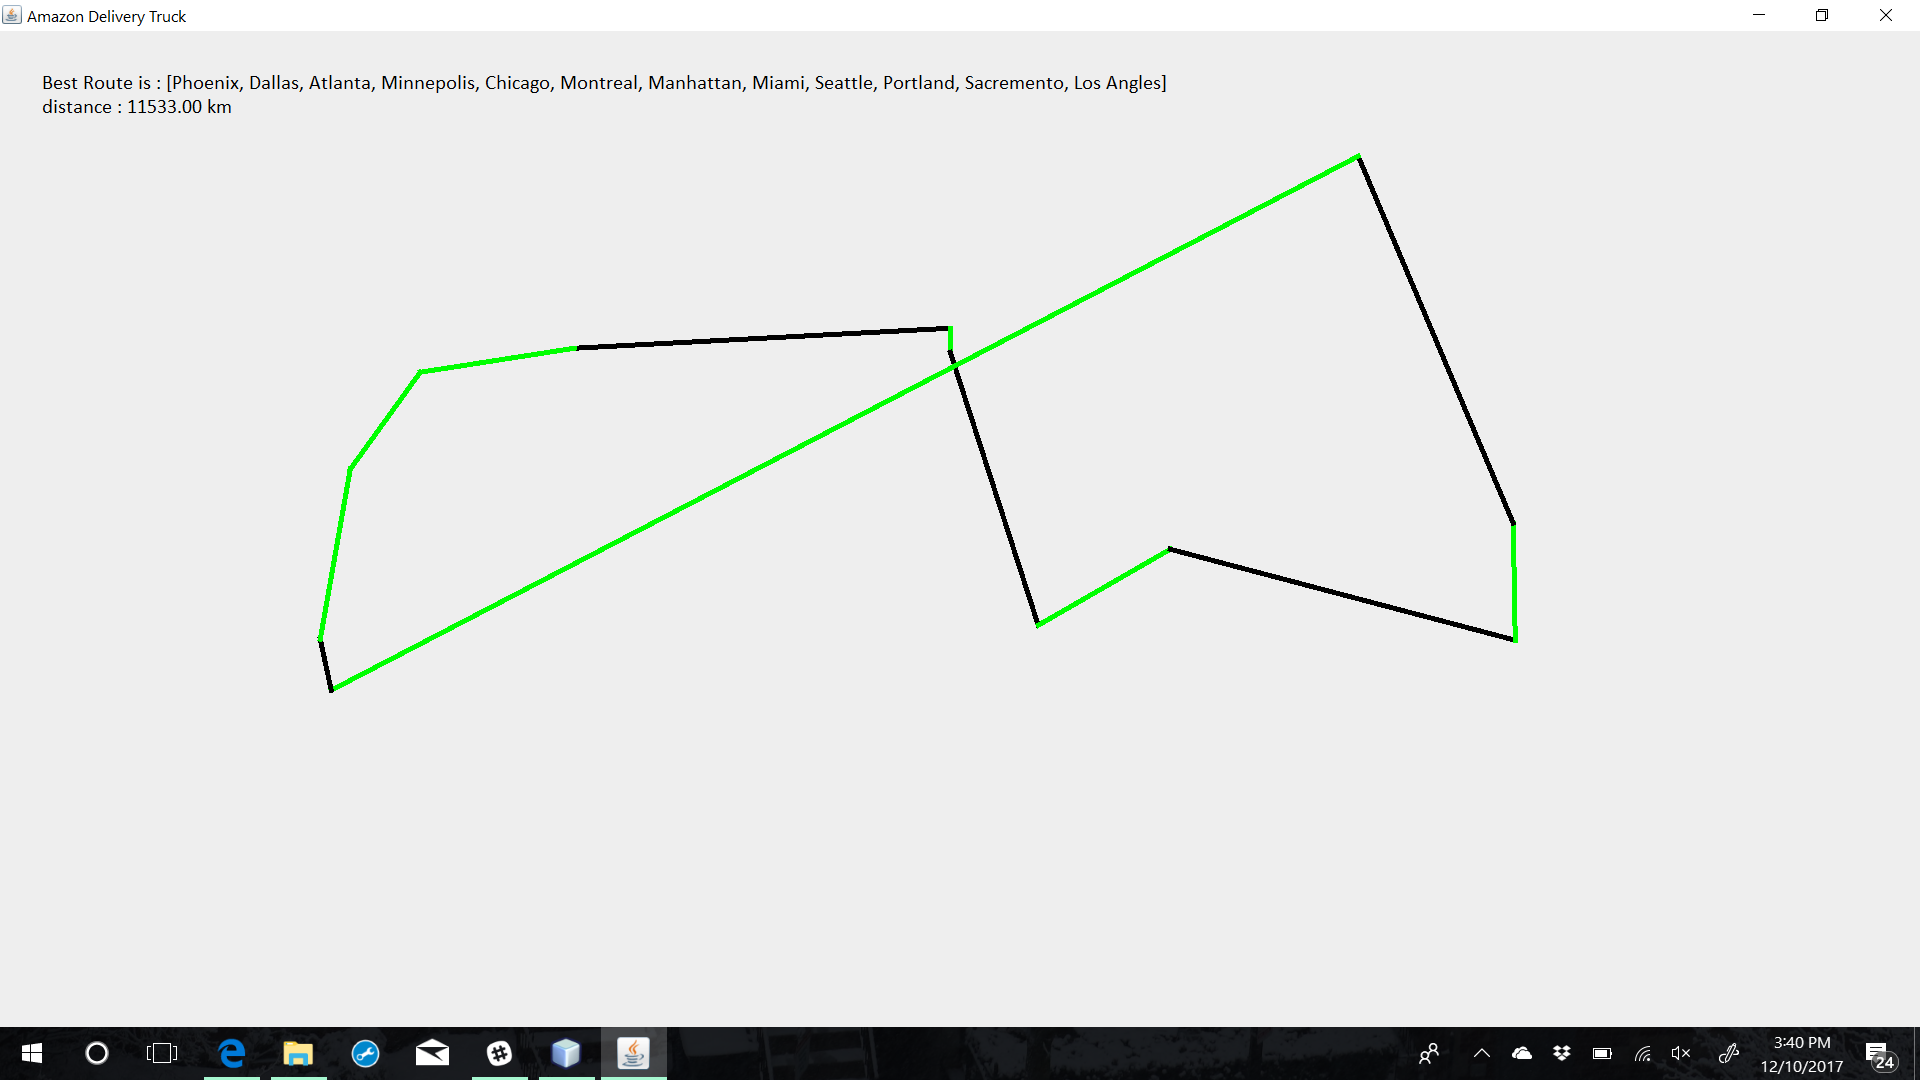 Amazon Delivery Truck
Best Route is : [Phoenix, Dallas, Atlanta, Minnepolis, Chicago, Montreal, Manhattan, Miami, Seattle, Portland, Sacremento, Los Angles]
distance : 11533.00 km
3:40 PM
12/10/2017
24